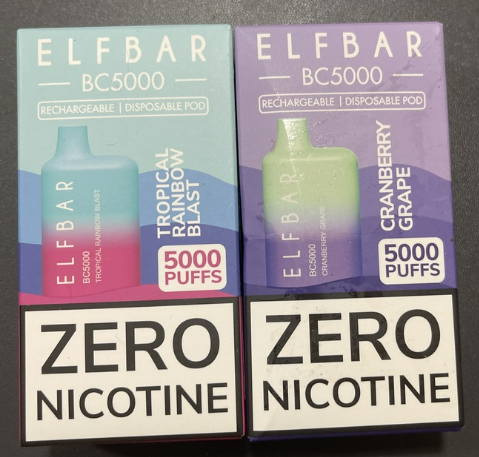 ELFBAR
BC5000
RECHARGEABLE | DISPOSABLE POD
ELFBAR
BC5000
TROPICAL RAINBOW BLAST
TROPICAL
RAINBOW
BLAST
5000
PUFFS
ZERO
NICOTINE
ELFBAR
BC5000
RECHARGEABLE | DISPOSABLE POD
ELFBAR
BC5000
CRANBERRY GRAPE
CRANBERRY
GRAPE
5000
PUFFS
ZERO
NICOTINE